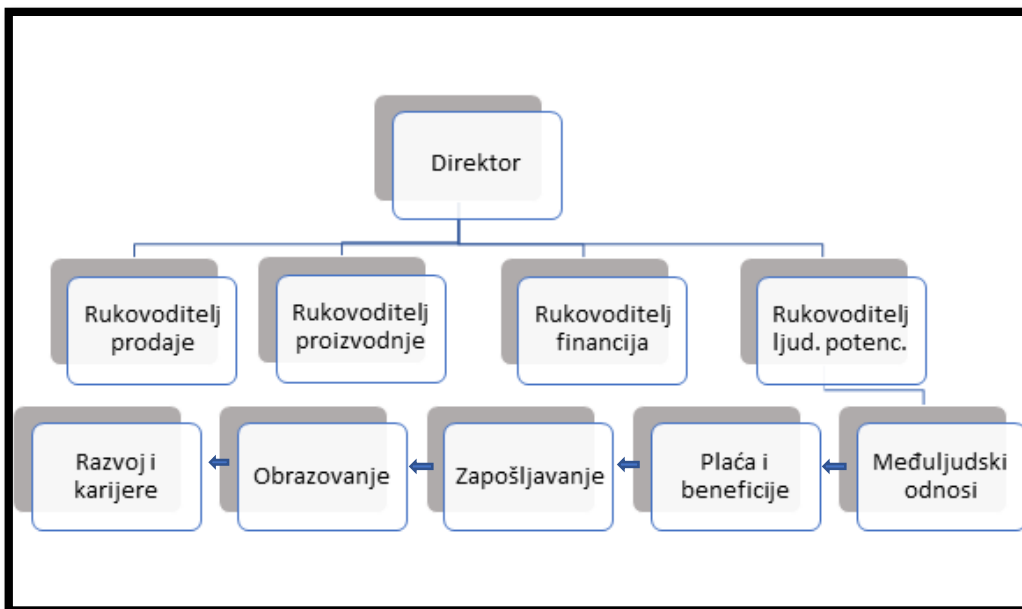 Direktor
Rukovoditelj
prodaje
Rukovoditelj
proizvodnje
Rukovoditelj
financija
Rukovoditelj
ljud. potenc.
Razvoj i
karijere
Obrazovanje
Zapošljavanje
Plaća i
beneficije
Međuljudski
odnosi